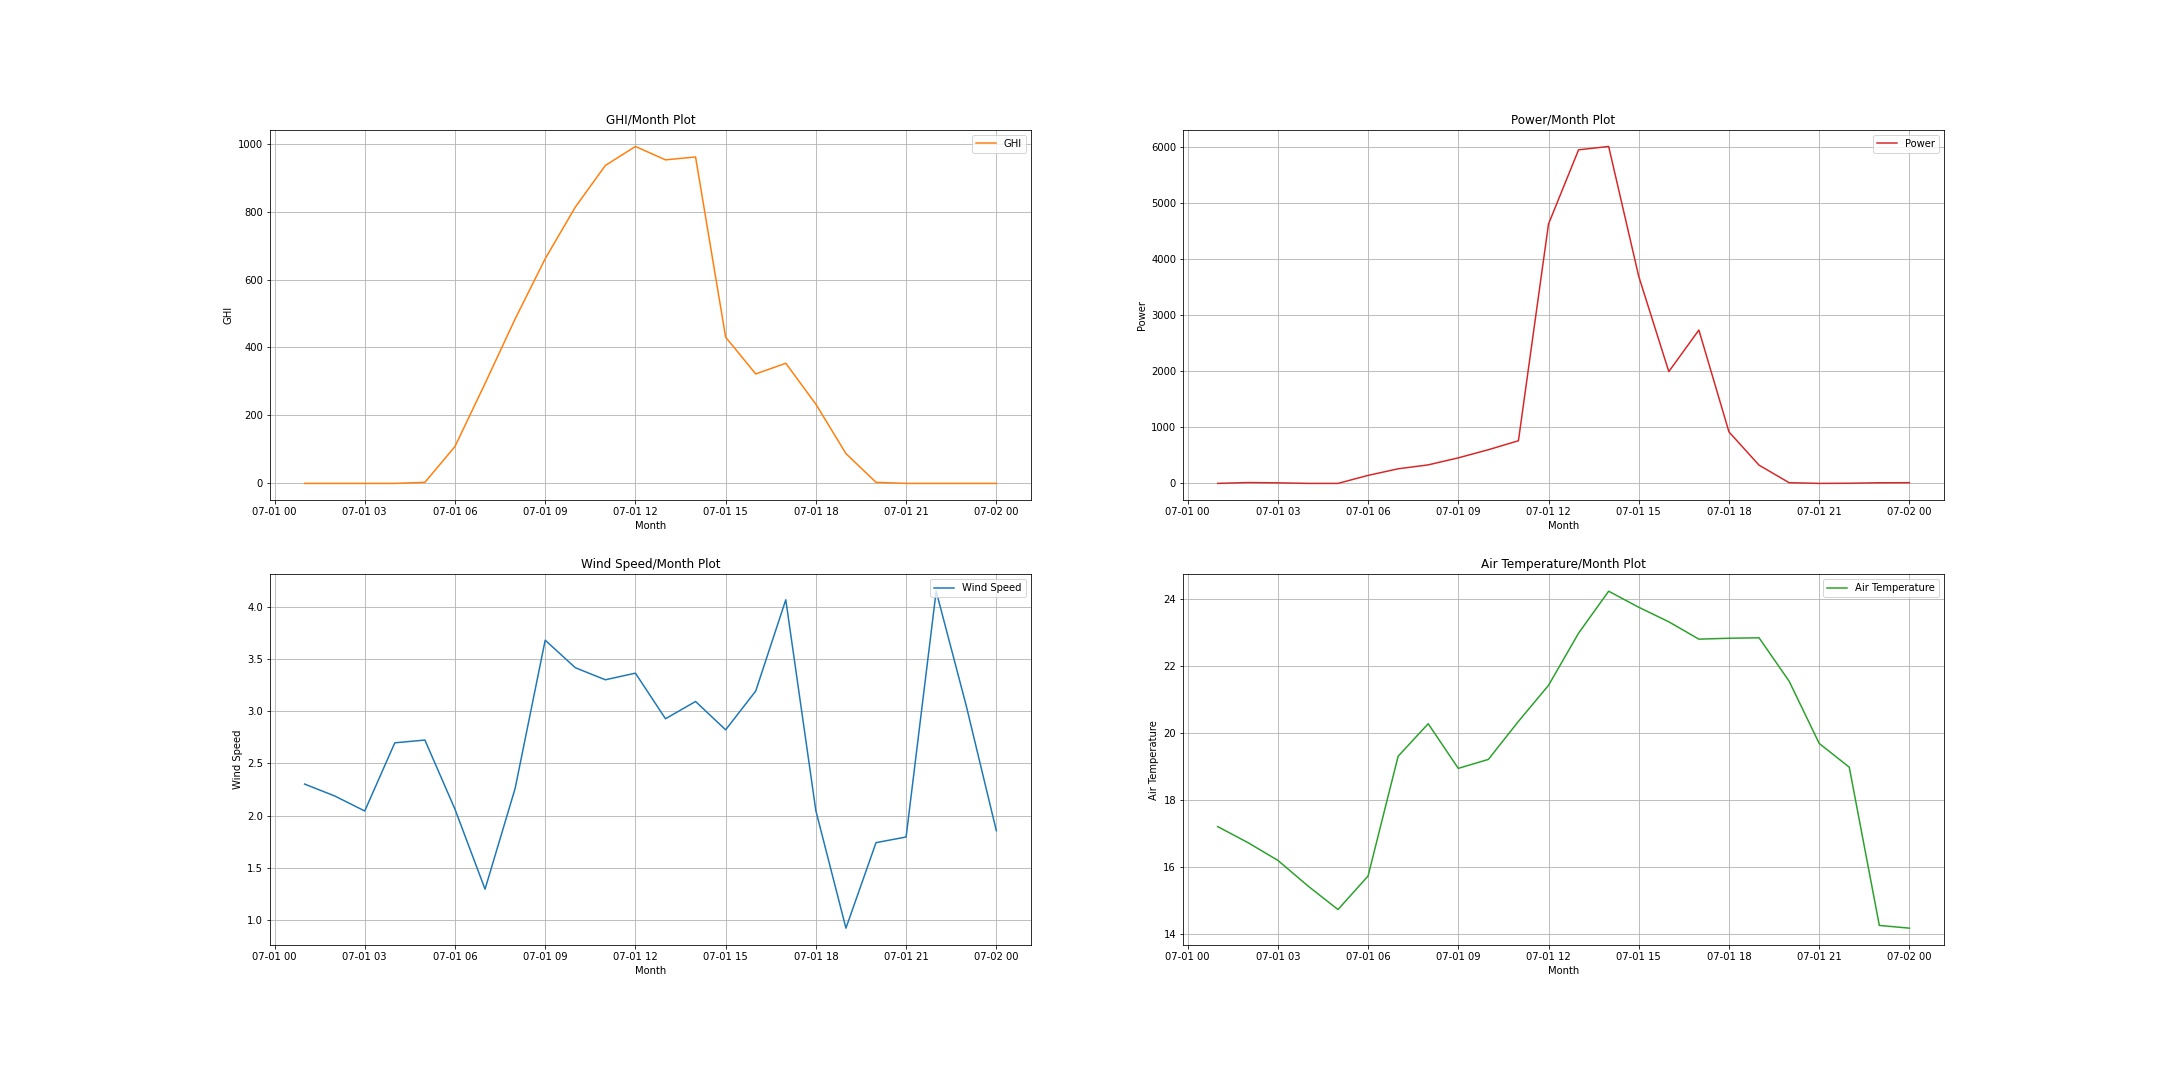 GHI/Month Plot
GHI
1000
800
600
400
200
0
GHI
07-01 00 07-01 03 07-01 06 07-01 09 07-01 12 07-01 15 07-01 18 07-01 21 07-02 00
Month
Power/Month Plot
Power
6000
5000
4000
3000
2000
1000
0
Power
07-01 00 07-01 03 07-01 06 07-01 09 07-01 12 07-01 15 07-01 18 07-01 21 07-02 00
Month
Wind Speed/Month Plot
Wind Speed
4.0
3.5
3.0
2.5
2.0
1.5
1.0
Wind Speed
07-01 00 07-01 03 07-01 06 07-01 09 07-01 12 07-01 15 07-01 18 07-01 21 07-02 00
Month
Air Temperature/Month Plot
Air Temperature
24
22
20
18
16
14
Air Temperature
07-01 00 07-01 03 07-01 06 07-01 09 07-01 12 07-01 15 07-01 18 07-01 21 07-02 00
Month